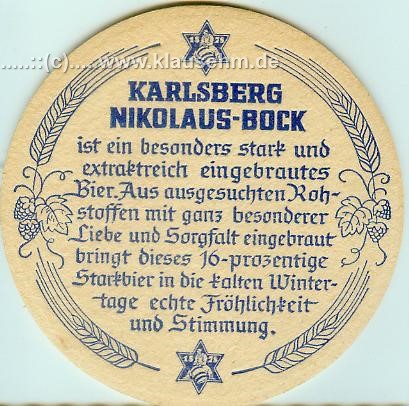 .....::(c).... www.klausehm.de
KARLSBERG
NIKOLAUS-BOCK
ist ein besonders stark und
extraktreich eingebrautes
Bier. Aus ausgesuchten Roh-
stoffen mit ganz besonderer
Liebe und Sorgfalt eingebraut
bringt dieses 16-prozentige
Starkbier in die kalten Winter-
tage echte Fröhlichkeit
und Stimmung.